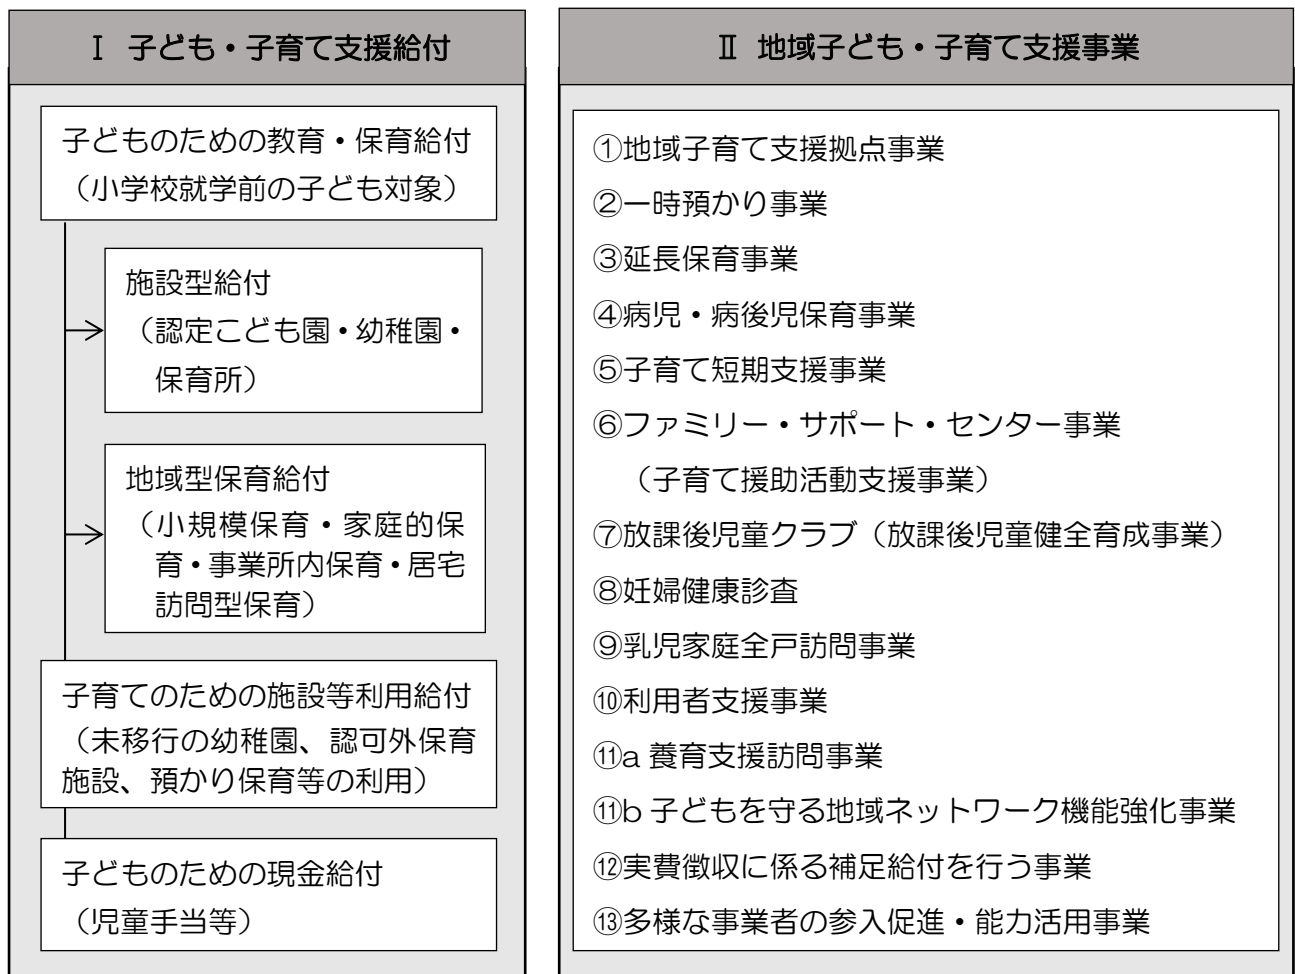 Ⅰ 子ども・子育て支援給付
子どものための教育・保育給付
（小学校就学前の子ども対象）
施設型給付
（認定こども園・幼稚園・
保育所）
地域型保育給付
（小規模保育・家庭的保
育・事業所内保育・居宅
訪問型保育）
子育てのための施設等利用給付
（未移行の幼稚園、認可外保育
施設、預かり保育等の利用）
子どものための現金給付
（児童手当等）
Ⅱ 地域子ども・子育て支援事業
①地域子育て支援拠点事業
②一時預かり事業
③延長保育事業
④病児・病後児保育事業
⑤子育て短期支援事業
⑥ファミリー・サポート・センター事業
（子育て援助活動支援事業）
⑦放課後児童クラブ（放課後児童健全育成事業）
⑧妊婦健康診査
⑨乳児家庭全戸訪問事業
⑩利用者支援事業
⑪a 養育支援訪問事業
⑪b 子どもを守る地域ネットワーク機能強化事業
⑫実費徴収に係る補足給付を行う事業
⑬多様な事業者の参入促進・能力活用事業